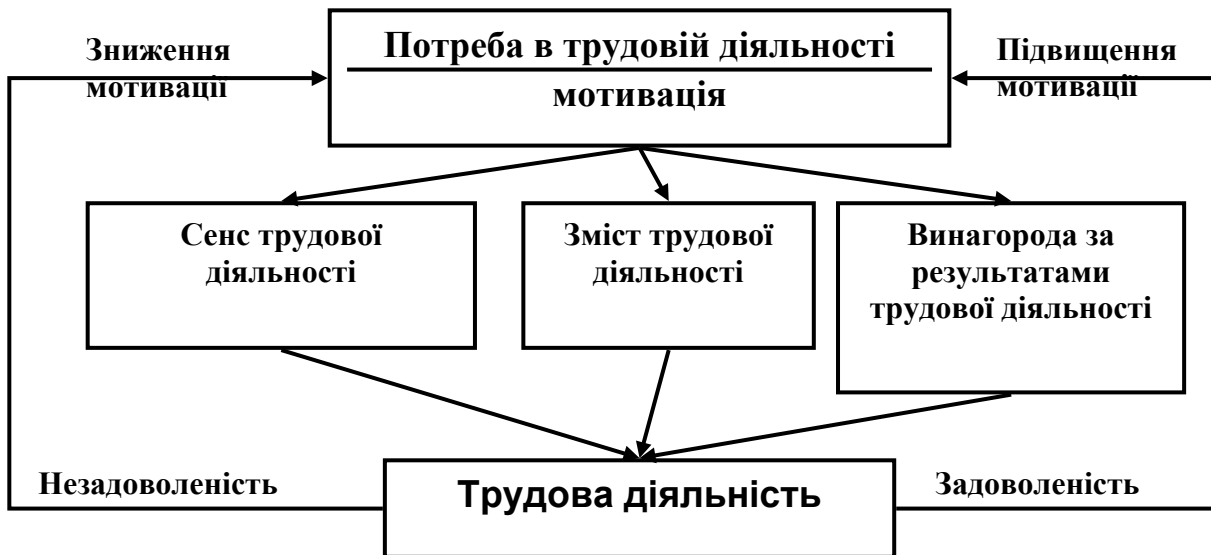 Зниження
мотивації
Потреба в трудовій діяльності
мотивація
Підвищення
мотивації
Сенс трудової
діяльності
Зміст трудової
діяльності
Винагорода за
результатами
трудової діяльності
Незадоволеність
Трудова діяльність
Задоволеність